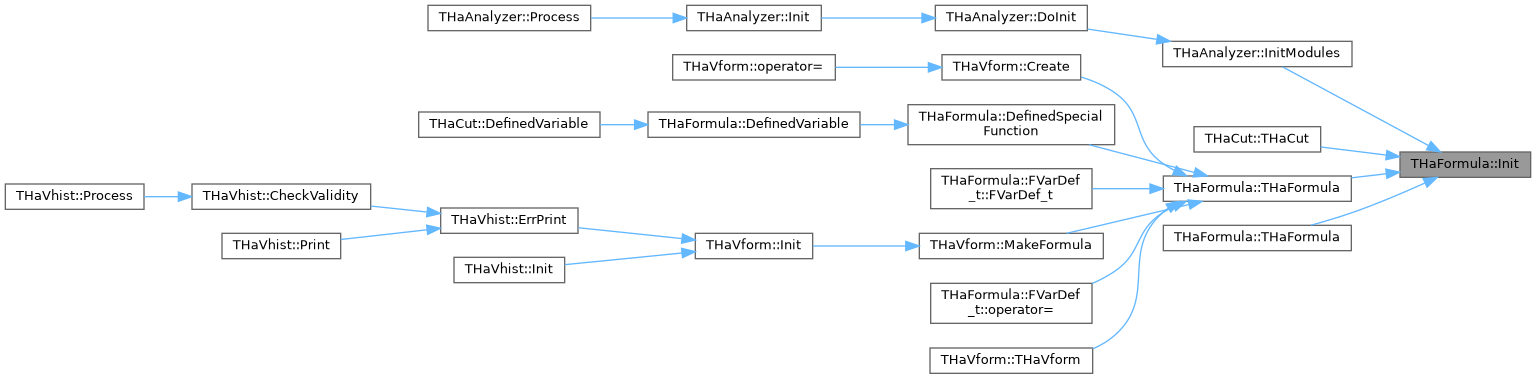 THaAnalyzer::Process
THaAnalyzer::Init
THaAnalyzer::DoInit
THaAnalyzer::InitModules
THaVform::operator=
THaVform::Create
THaCut::DefinedVariable
THaFormula::DefinedVariable
THaFormula::DefinedSpecial
Function
THaCut::THaCut
THaFormula::Init
THaFormula::FVarDef
_t::FVarDef_t
THaFormula::THaFormula
THaVhist::Process
THaVhist::CheckValidity
THaVhist::ErrPrint
THaVhist::Print
THaVform::Init
THaVform::MakeFormula
THaFormula::THaFormula
THaVhist::Init
THaFormula::FVarDef
_t::operator=
THaVform::THaVform